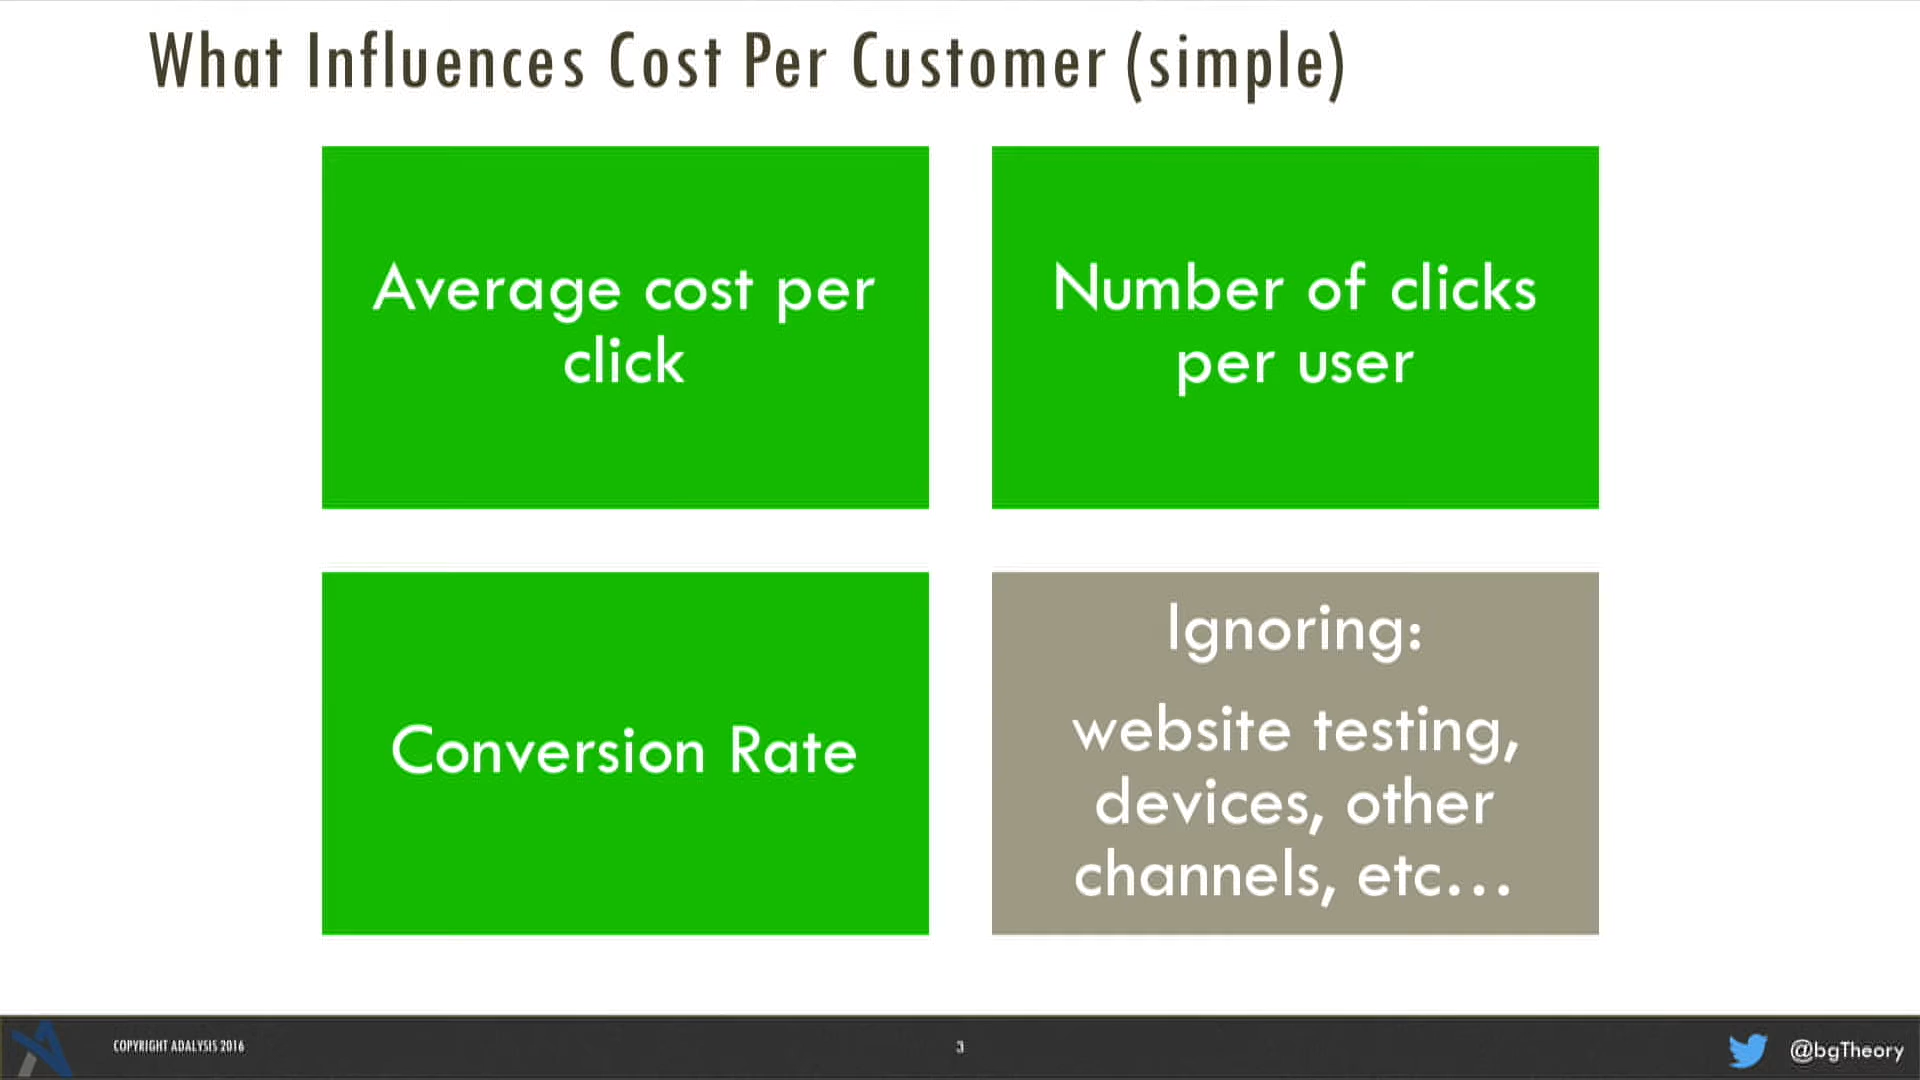 What Influences Cost Per Customer (simple)
Average cost per
click
Number of clicks
per user
Conversion Rate
Ignoring:
website testing,
devices, other
channels, etc...
COPYRIGHT ADALYSIS 2016
3
@bgTheory